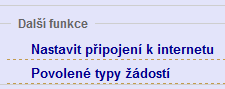 Další funkce
Nastavit připojení k internetu
Povolené typy žádostí